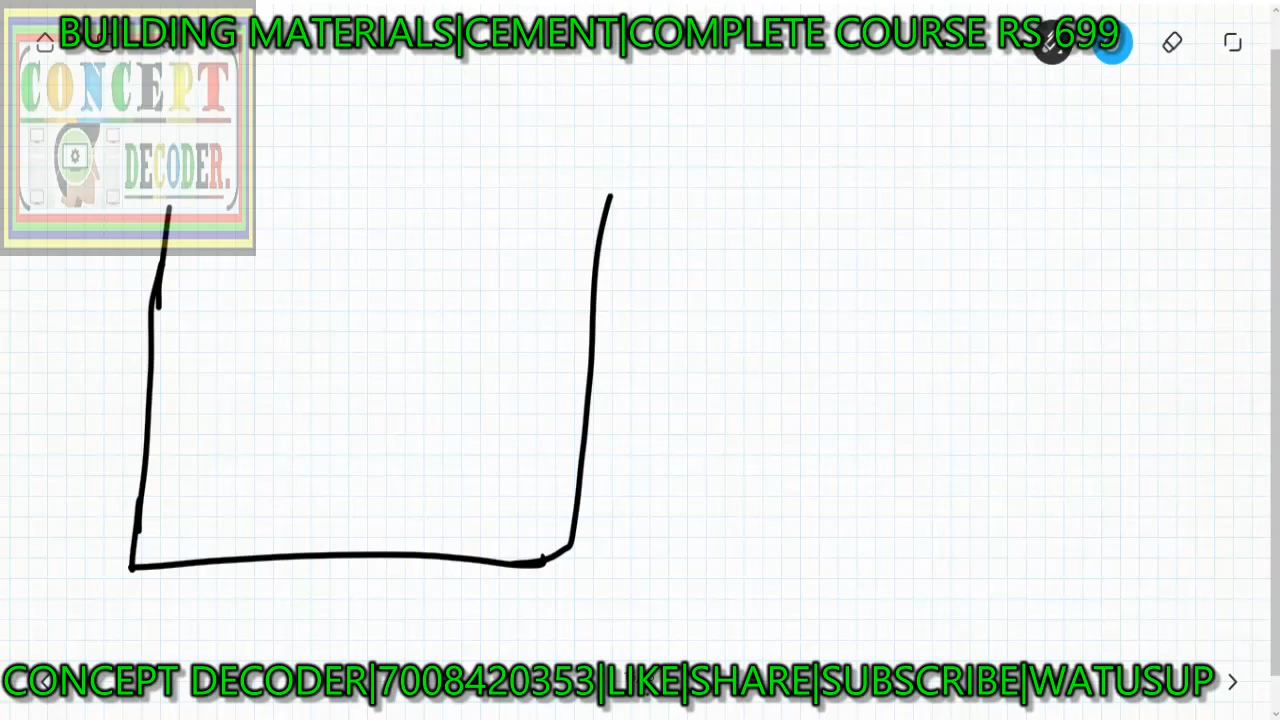 BUILDING MATERIALS|CEMENT|COMPLETE COURSE RS 699
CONCEPT
DECODER.
CONCEPT DECODER|7008420353|LIKE|SHARE|SUBSCRIBE|WATUSUP